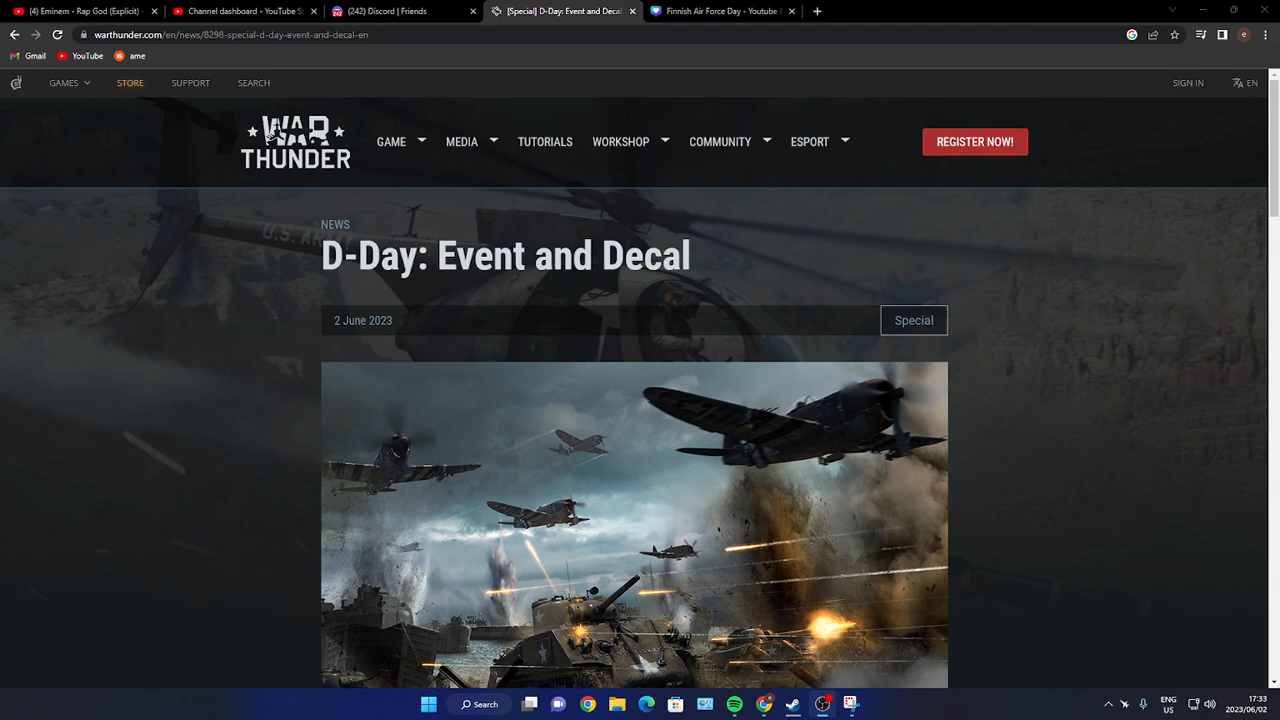 (4) Eminem - Rap God (Explicit) -
Channel dashboard - YouTube S
(242) Discord | Friends
[Special] D-Day: Event and Decal
Finnish Air Force Day - Youtube
warthunder.com/en/news/8298-special-d-day-event-and-decal-en
e
Gmail
YouTube
ame
GAMES
STORE
SUPPORT
SEARCH
SIGN IN
EN
WAR
THUNDER
GAME
MEDIA
TUTORIALS
WORKSHOP
COMMUNITY
ESPORT
REGISTER NOW!
NEWS
U.S. AR
D-Day: Event and Decal
2 June 2023
Special
Search
ENG
US
17:33
2023/06/02